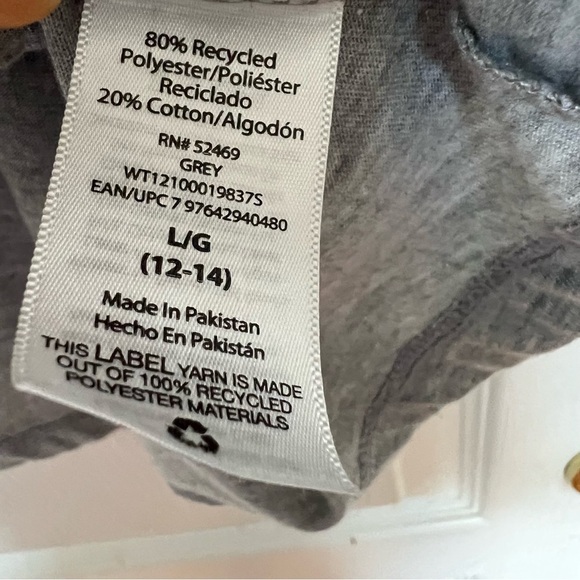 80% Recycled
Polyester/Poliéster
Reciclado
20% Cotton/Algodón
RN# 52469
GREY
WT12100019837S
EAN/UPC 7 97642940480
L/G
(12-14)
Made In Pakistan
Hecho En Pakistán
THIS LABEL YARN IS MADE
OUT OF 100% RECYCLED
POLYESTER MATERIALS